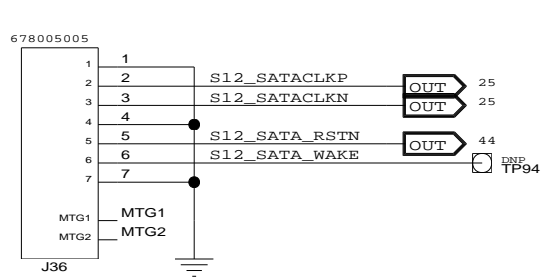 678005005
1 1
2 2 S12_SATACLKP OUT 25
3 3 S12_SATACLKN OUT 25
4 4
5 5 S12_SATA_RSTN OUT 44
6 6 S12_SATA_WAKE DNP
TP94
7 7
MTG1 MTG1
MTG2 MTG2
J36